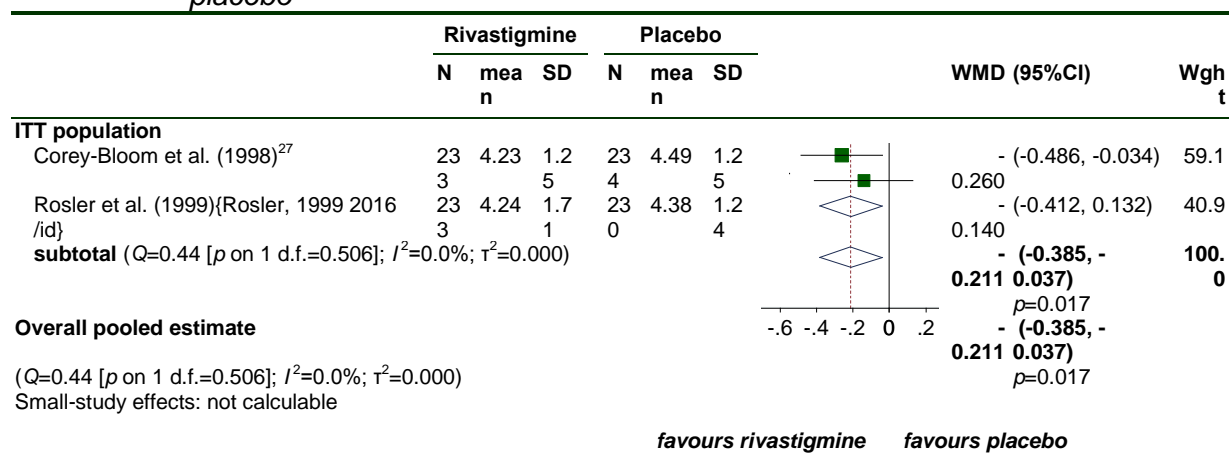 placebo
Rivastigmine Placebo
N mea SD N mea SD WMD (95%CI) Wgh
n n t
ITT population
Corey-Bloom et al. (1998)27 23 4.23 1.2 23 4.49 1.2 - (-0.486, -0.034) 59.1
3 5 4 5 0.260
Rosler et al. (1999){Rosler, 1999 2016 23 4.24 1.7 23 4.38 1.2 - (-0.412, 0.132) 40.9
/id} 3 1 0 4 0.140
subtotal (Q=0.44 [p on 1 d.f.=0.506]; I2=0.0%; τ2=0.000) - (-0.385, - 100.
0.211 0.037) 0
p=0.017
Overall pooled estimate -.6 -.4 -.2 0 .2 - (-0.385, -
0.211 0.037)
(Q=0.44 [p on 1 d.f.=0.506]; I2=0.0%; τ2=0.000) p=0.017
Small-study effects: not calculable
favours rivastigmine favours placebo